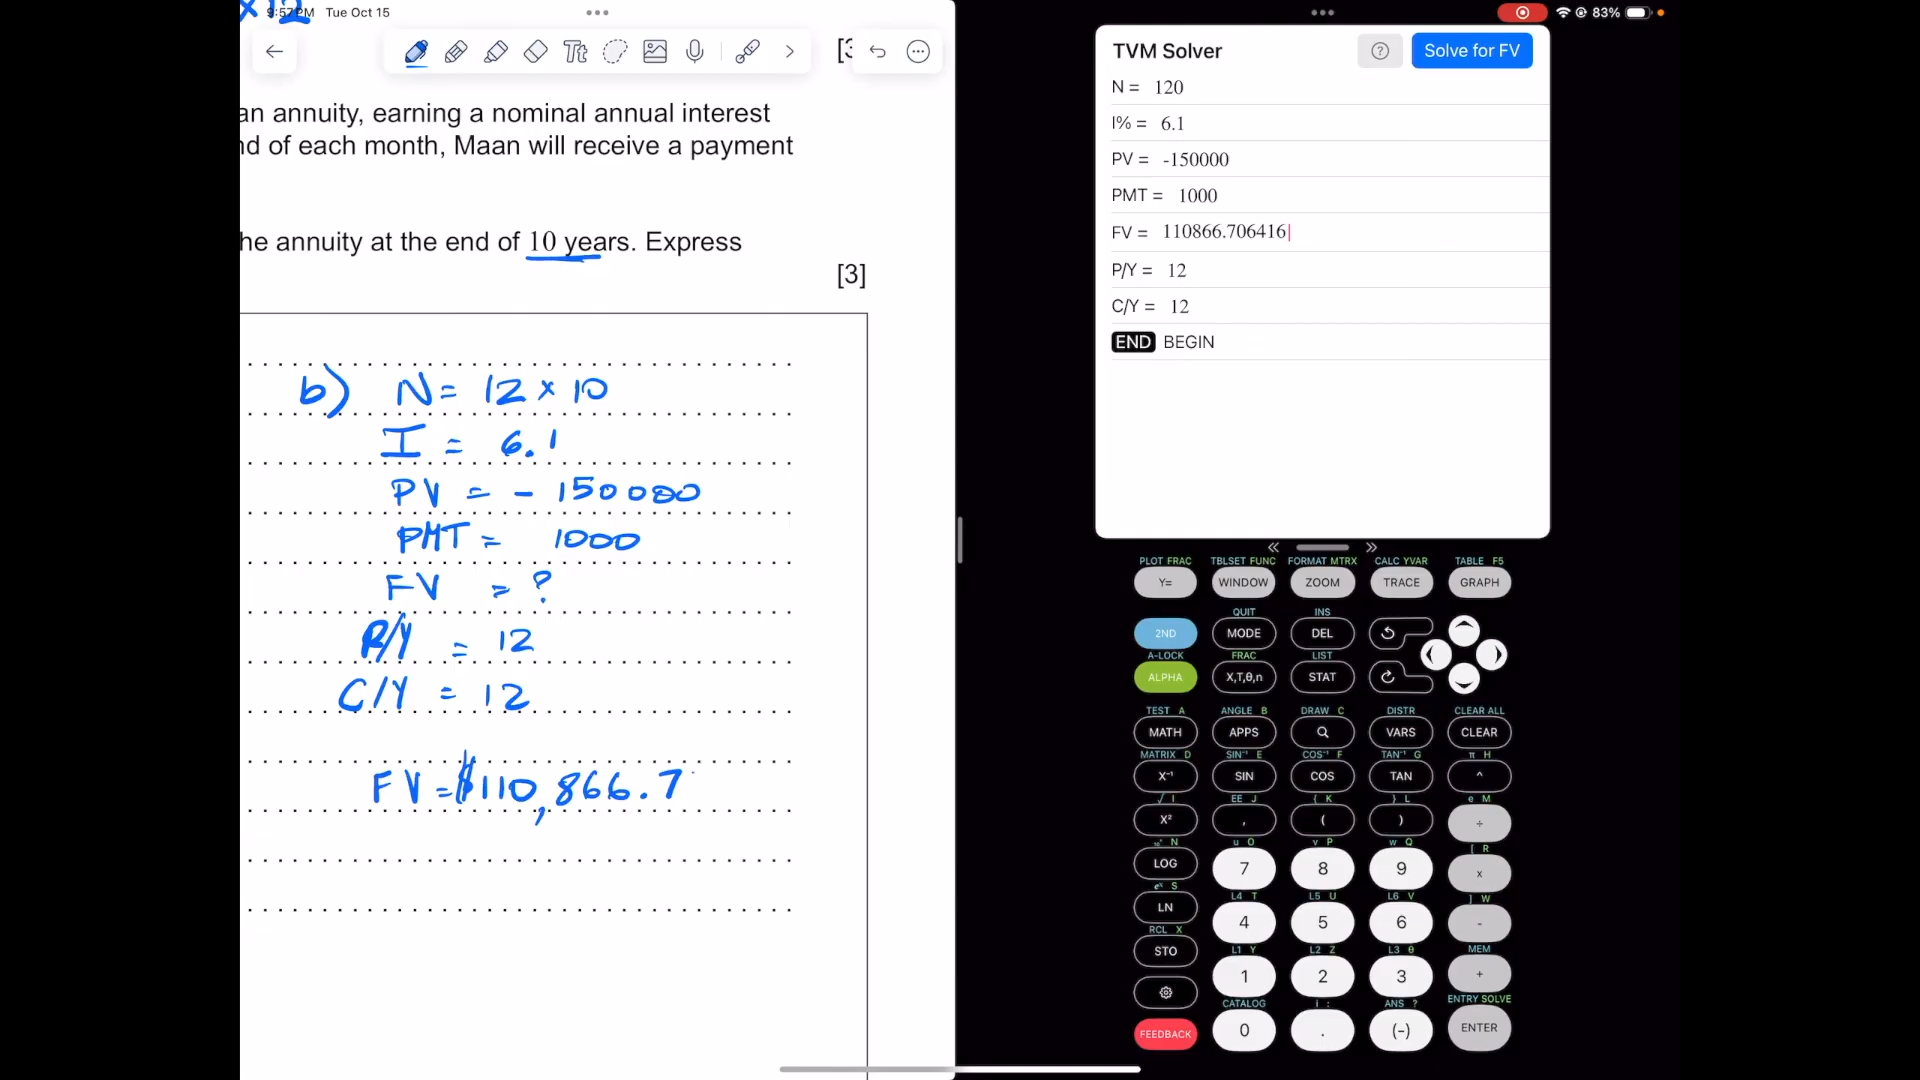 ×12
9:57PM Tue Oct 15
83%
Tt
[3
an annuity, earning a nominal annual interest
nd of each month, Maan will receive a payment
he annuity at the end of 10 years. Express
[3]
b) N = 12 × 10
I = 6.1
PV = - 150000
PMT = 1000
FV = ?
P/Y = 12
C/Y = 12
FV = $110,866.7
TVM Solver
? Solve for FV
N = 120
I% = 6.1
PV = -150000
PMT = 1000
FV = 110866.706416
P/Y = 12
C/Y = 12
END BEGIN
PLOT FRAC TBLSET FUNC FORMAT MTRX CALC YVAR TABLE F5
Y= WINDOW ZOOM TRACE GRAPH
QUIT INS
2ND MODE DEL
A-LOCK FRAC LIST
ALPHA X,T,θ,n STAT
TEST A ANGLE B DRAW C DISTR CLEAR ALL
MATH APPS VARS CLEAR
MATRIX D SIN⁻¹ E COS⁻¹ F TAN⁻¹ G π H
X⁻¹ SIN COS TAN ^
√ I EE J { K } L e M
X² , ( ) ÷
10ˣ N u O v P w Q [ R
LOG 7 8 9 x
eˣ S L4 T L5 U L6 V ] W
LN 4 5 6 -
RCL X L1 Y L2 Z L3 θ MEM
STO 1 2 3 +
CATALOG i : ANS ? ENTRY SOLVE
FEEDBACK 0 . (-) ENTER